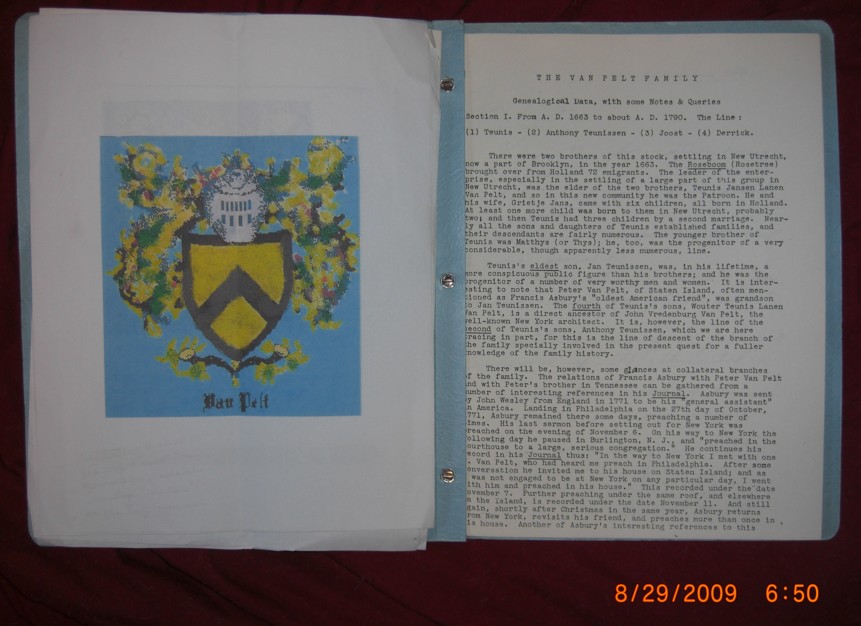 Van Pelt
THE VAN PELT FAMILY
Genealogical Data, with some Notes & Queries
Section I. From A. D. 1663 to about A. D. 1790. The Line:
(1) Teunis - (2) Anthony Teunissen - (3) Joost - (4) Derrick.
There were two brothers of this stock, settling in New Utrecht,
now a part of Brooklyn, in the year 1663. The Roseboom (Rosetree)
brought over from Holland 72 emigrants. The leader of the enter-
prise, especially in the settling of a large part of this group in
New Utrecht, was the elder of the two brothers, Teunis Jansen Lanen
Van Pelt, and so in this new community he was the Patroon. He and
his wife, Grietje Jans, came with six children, all born in Holland.
At least one more child was born to them in New Utrecht, probably
two; and then Teunis had three children by a second marriage. Near-
ly all the sons and daughters of Teunis established families, and
their descendants are fairly numerous. The younger brother of
Teunis was Matthys (or Thys); he, too, was the progenitor of a very
considerable, though apparently less numerous, line.
Teunis's eldest son, Jan Teunissen, was, in his lifetime, a
more conspicuous public figure than his brothers; and he was the
progenitor of a number of very worthy men and women. It is inter-
esting to note that Peter Van Pelt, of Staten Island, often men-
tioned as Francis Asbury's "oldest American friend", was grandson
to Jan Teunissen. The fourth of Teunis's sons, Wouter Teunis Lanen
Van Pelt, is a direct ancestor of John Vredenburg Van Pelt, the
well-known New York architect. It is, however, the line of the
second of Teunis's sons, Anthony Teunissen, which we are here
tracing in part, for this is the line of descent of the branch of
the family specially involved in the present quest for a fuller
knowledge of the family history.
There will be, however, some glances at collateral branches
of the family. The relations of Francis Asbury with Peter Van Pelt
and with Peter's brother in Tennessee can be gathered from a
number of interesting references in his Journal. Asbury was sent
by John Wesley from England in 1771 to be his "general assistant"
in America. Landing in Philadelphia on the 27th day of October,
1771, Asbury remained there some days, preaching a number of
times. His last sermon before setting out for New York was
preached on the evening of November 6. On his way to New York the
following day he paused in Burlington, N. J., and "preached in the
courthouse to a large, serious congregation." He continues his
record in his Journal thus: "In the way to New York I met with one
. Van Pelt, who had heard me preach in Philadelphia. After some
conversation he invited me to his house on Staten Island; and as
I was not engaged to be at New York on any particular day, I went
with him and preached in his house." This recorded under the date
November 7. Further preaching under the same roof, and elsewhere
on the Island, is recorded under the date November 11. And still
again, shortly after Christmas in the same year, Asbury returns
from New York, revisits his friend, and preaches more than once in
his house. Another of Asbury's interesting references to this
8/29/2009 6:50